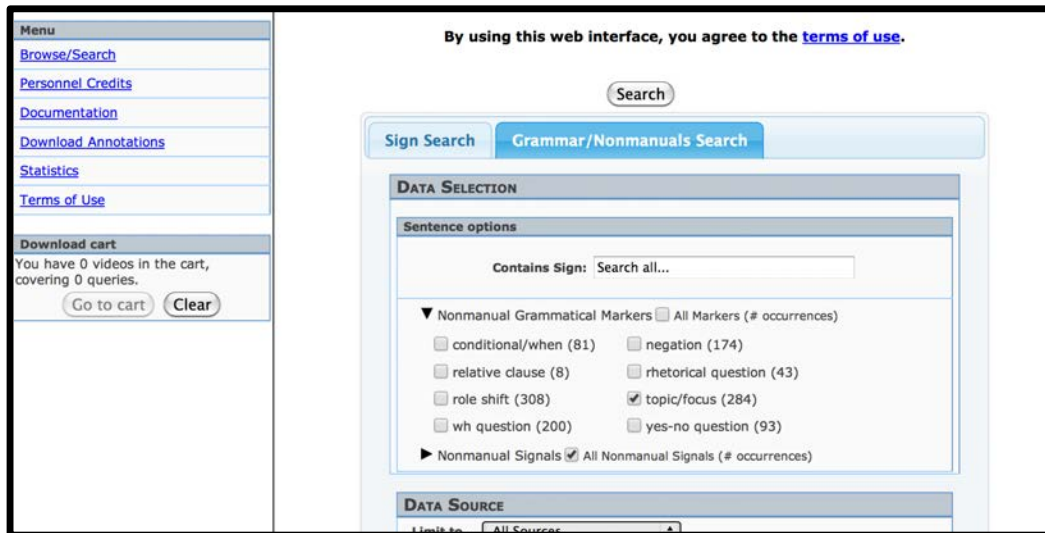 Menu
Browse/Search
Personnel Credits
Documentation
Download Annotations
Statistics
Terms of Use
Download cart
You have 0 videos in the cart,
covering 0 queries.
Go to cart Clear
By using this web interface, you agree to the terms of use.
Search
Sign Search Grammar/Nonmanuals Search
DATA SELECTION
Sentence options
Contains Sign: Search all...
▼ Nonmanual Grammatical Markers All Markers (# occurrences)
conditional/when (81) negation (174)
relative clause (8) rhetorical question (43)
role shift (308) topic/focus (284)
wh question (200) yes-no question (93)
▶ Nonmanual Signals All Nonmanual Signals (# occurrences)
DATA SOURCE
Limit to All Sources